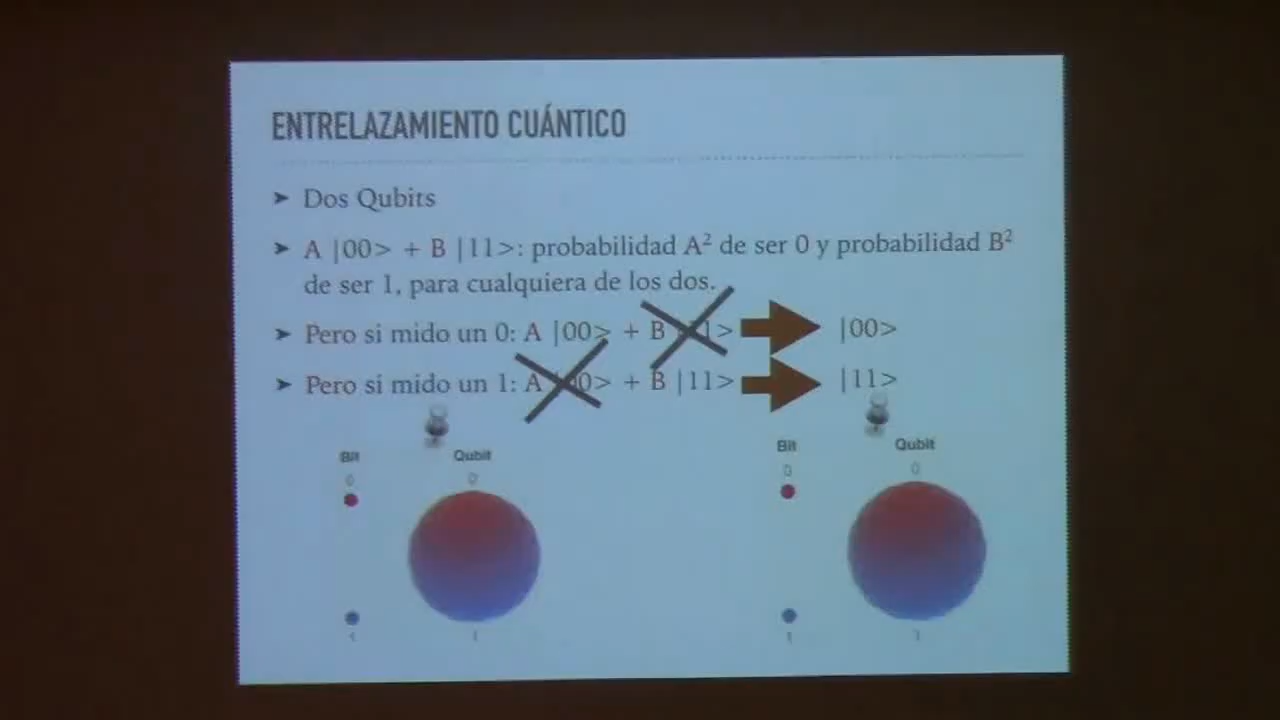 ENTRELAZAMIENTO CUÁNTICO
➤ Dos Qubits
➤ A |00> + B |11>: probabilidad A² de ser 0 y probabilidad B²
de ser 1, para cualquiera de los dos.
➤ Pero si mido un 0: A |00> + B |11> |00>
➤ Pero si mido un 1: A |00> + B |11> |11>
Bit Qubit
0 0
1 1
Bit Qubit
0 0
1 1